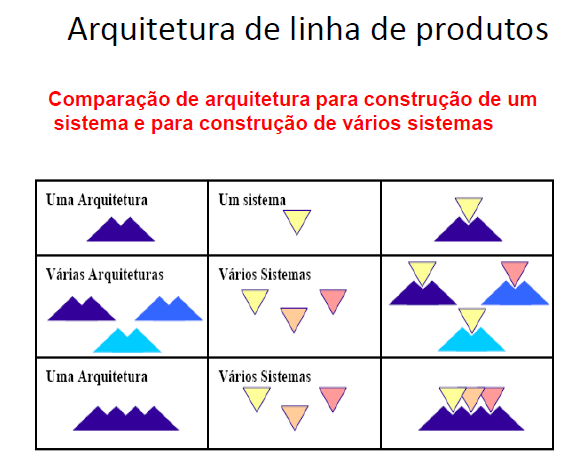 Arquitetura de linha de produtos
Comparação de arquitetura para construção de um
sistema e para construção de vários sistemas
Uma Arquitetura
Um sistema
Várias Arquiteturas
Vários Sistemas
Uma Arquitetura
Vários Sistemas